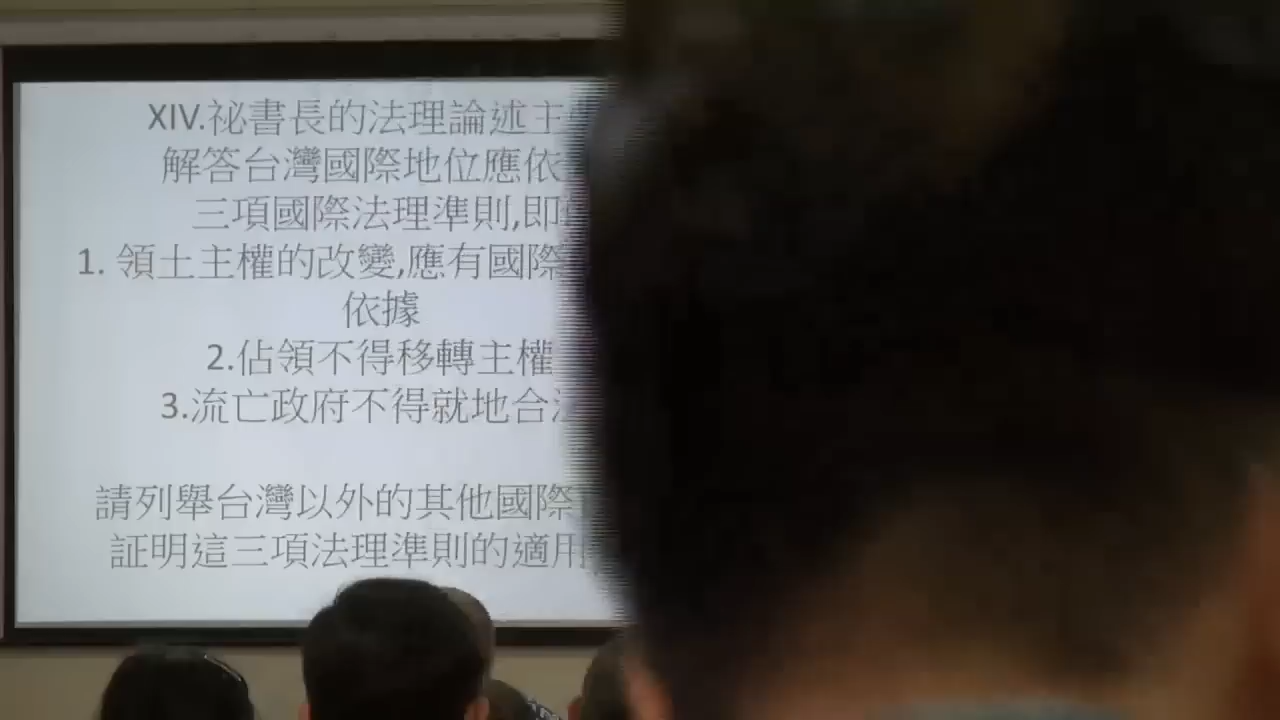 XIV.祕書長的法理論述主
解答台灣國際地位應依
三項國際法理準則,即
1. 領土主權的改變,應有國際
依據
2.佔領不得移轉主權
3.流亡政府不得就地合法
請列舉台灣以外的其他國際
証明這三項法理準則的適用